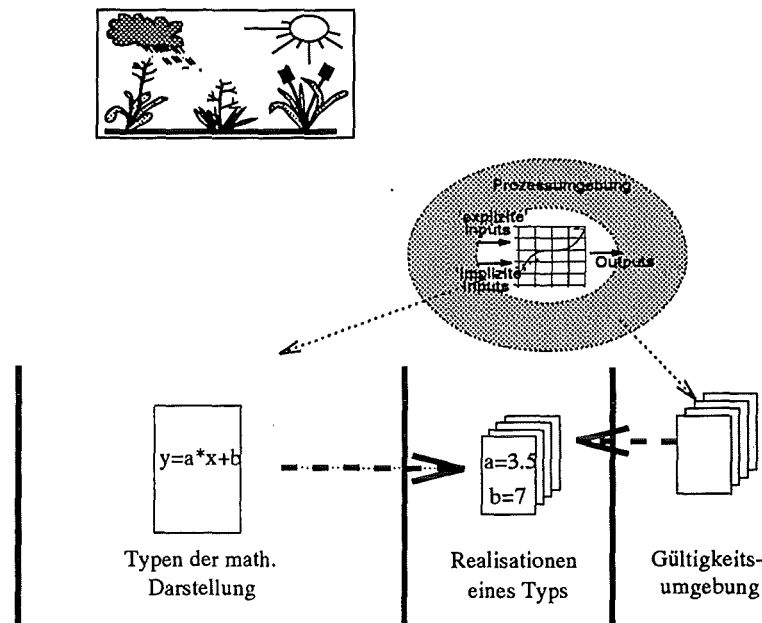 Prozessumgebung
'explizite'
Inputs
'implizite'
Inputs
Outputs
y=a*x+b
a=3.5
b=7
Typen der math.
Darstellung
Realisationen
eines Typs
Gültigkeits-
umgebung